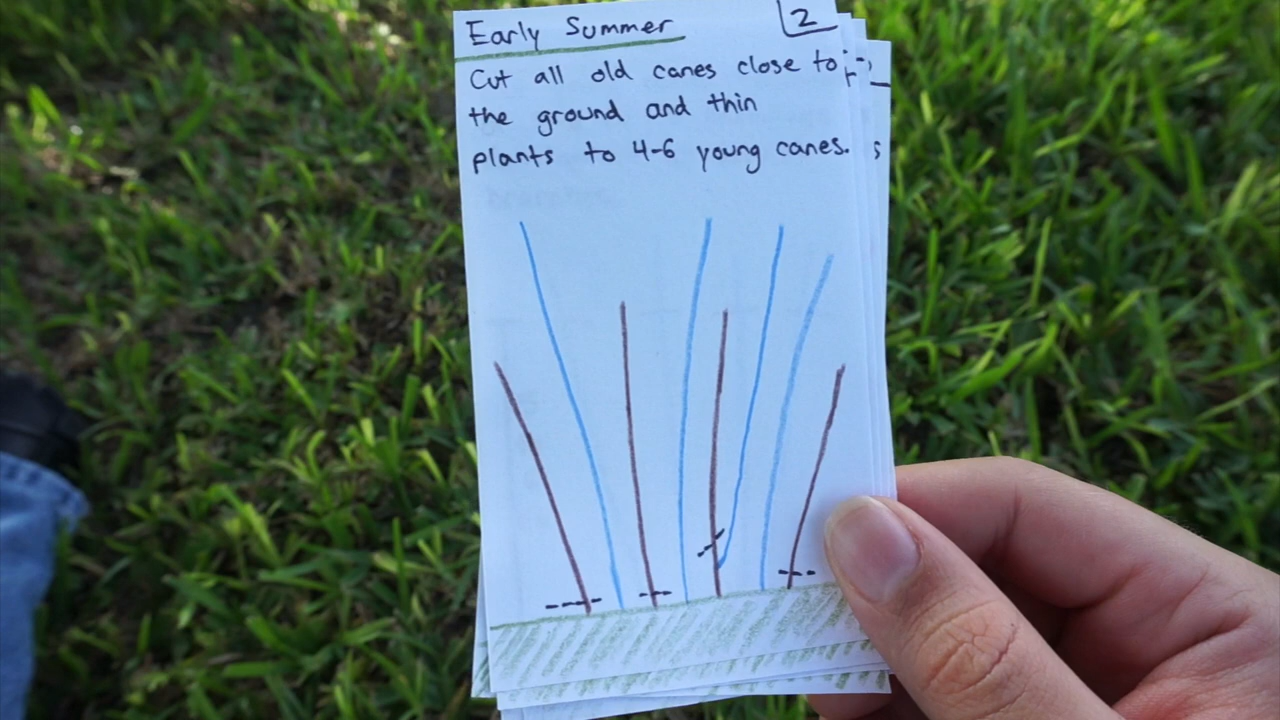 Early Summer
2
Cut all old canes close to
the ground and thin
plants to 4-6 young canes.
s